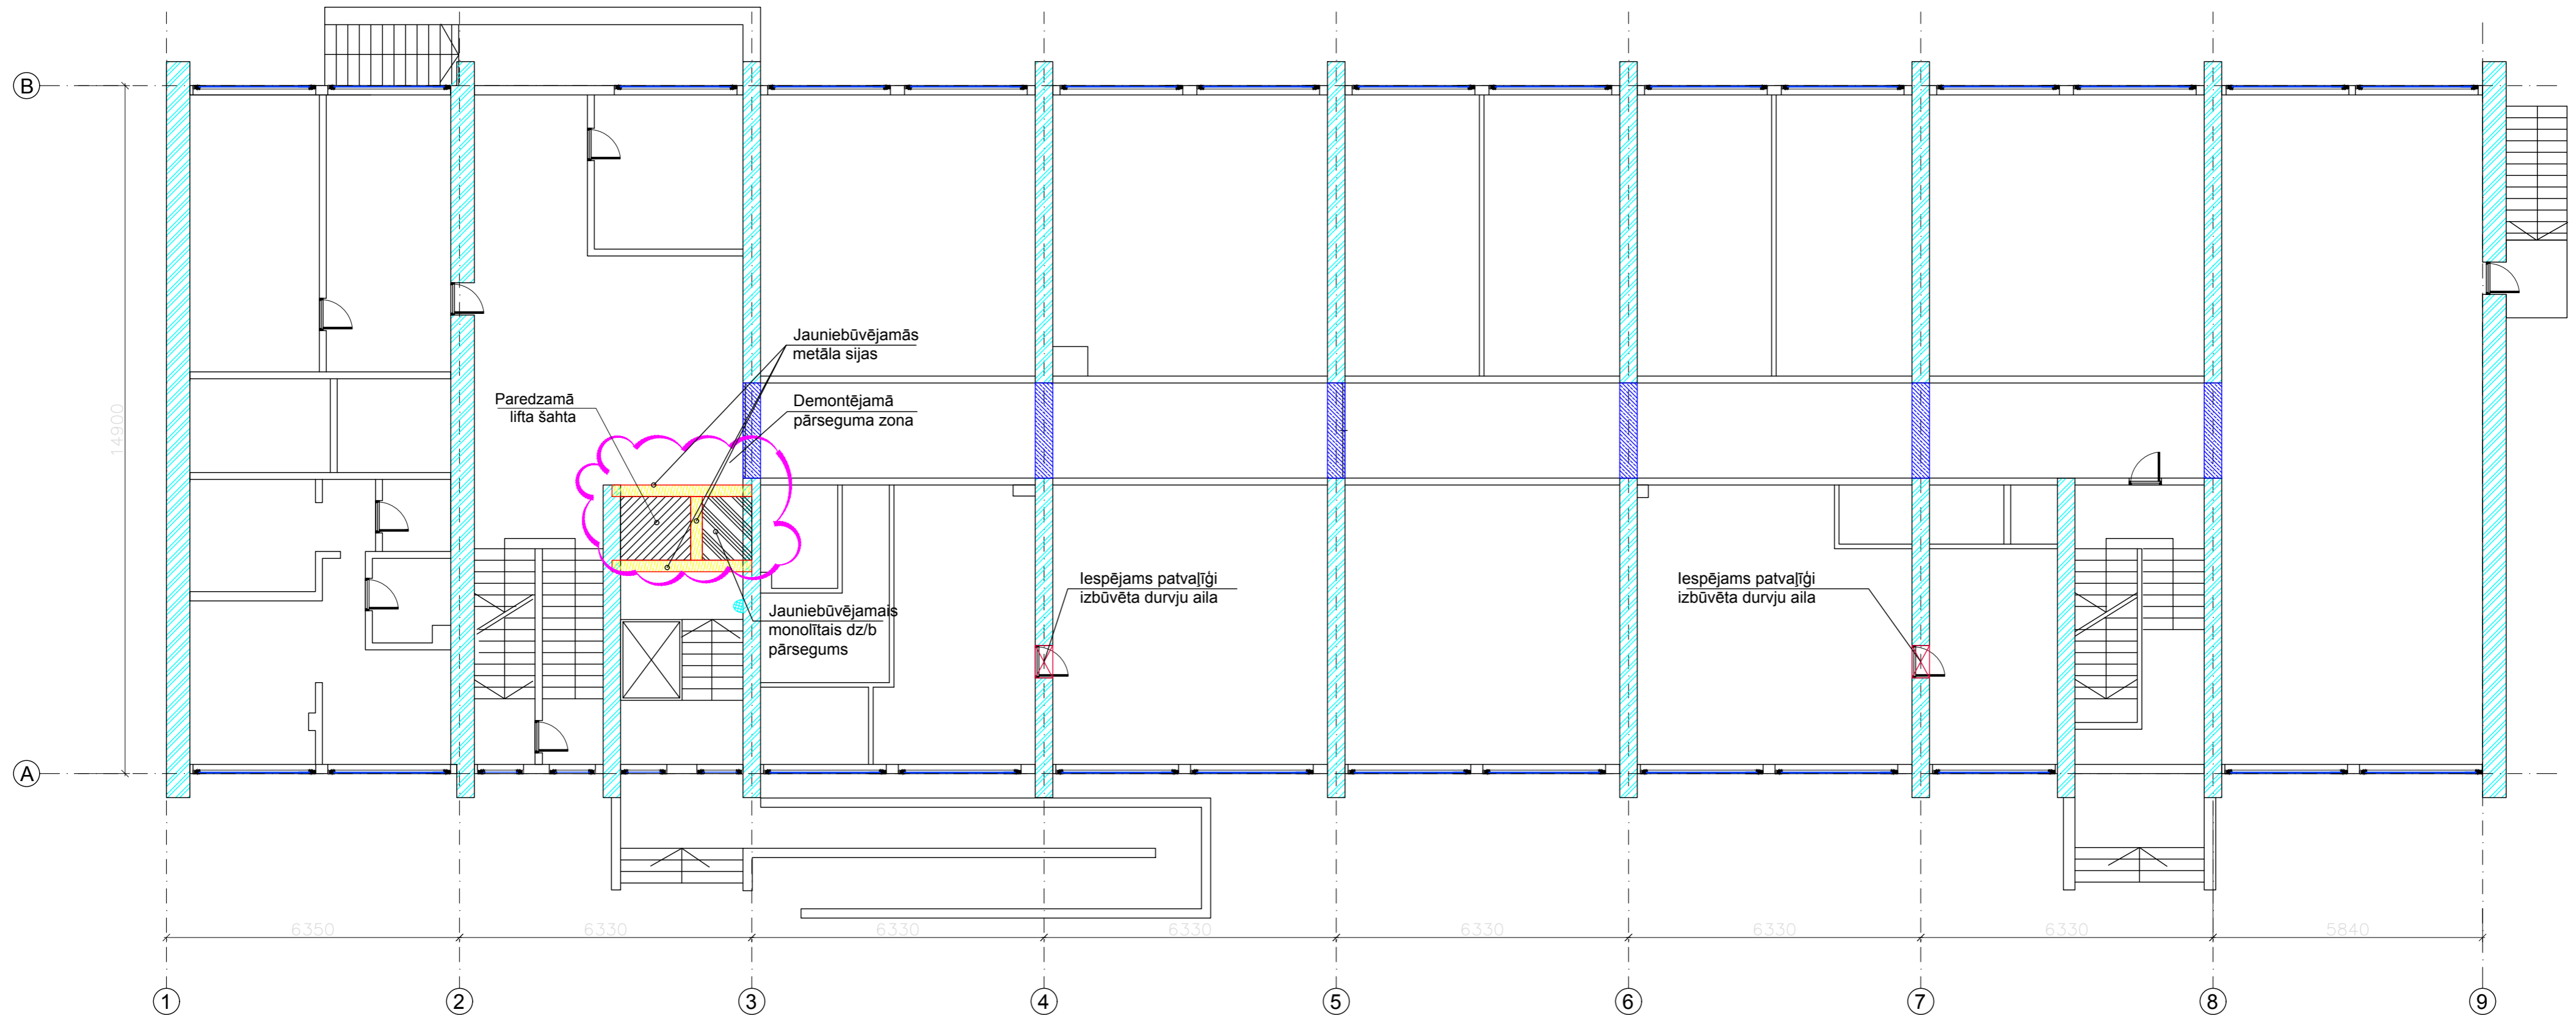 B
Jauniebūvējamās
metāla sijas
Paredzamā
lifta šahta
Demontējamā
pārseguma zona
14900
Iespējams patvaļīģi
izbūvēta durvju aila
Iespējams patvaļīģi
izbūvēta durvju aila
Jauniebūvējamais
monolītais dz/b
pārsegums
A
6350 6330 6330 6330 6330 6330 6330 5840
1 2 3 4 5 6 7 8 9